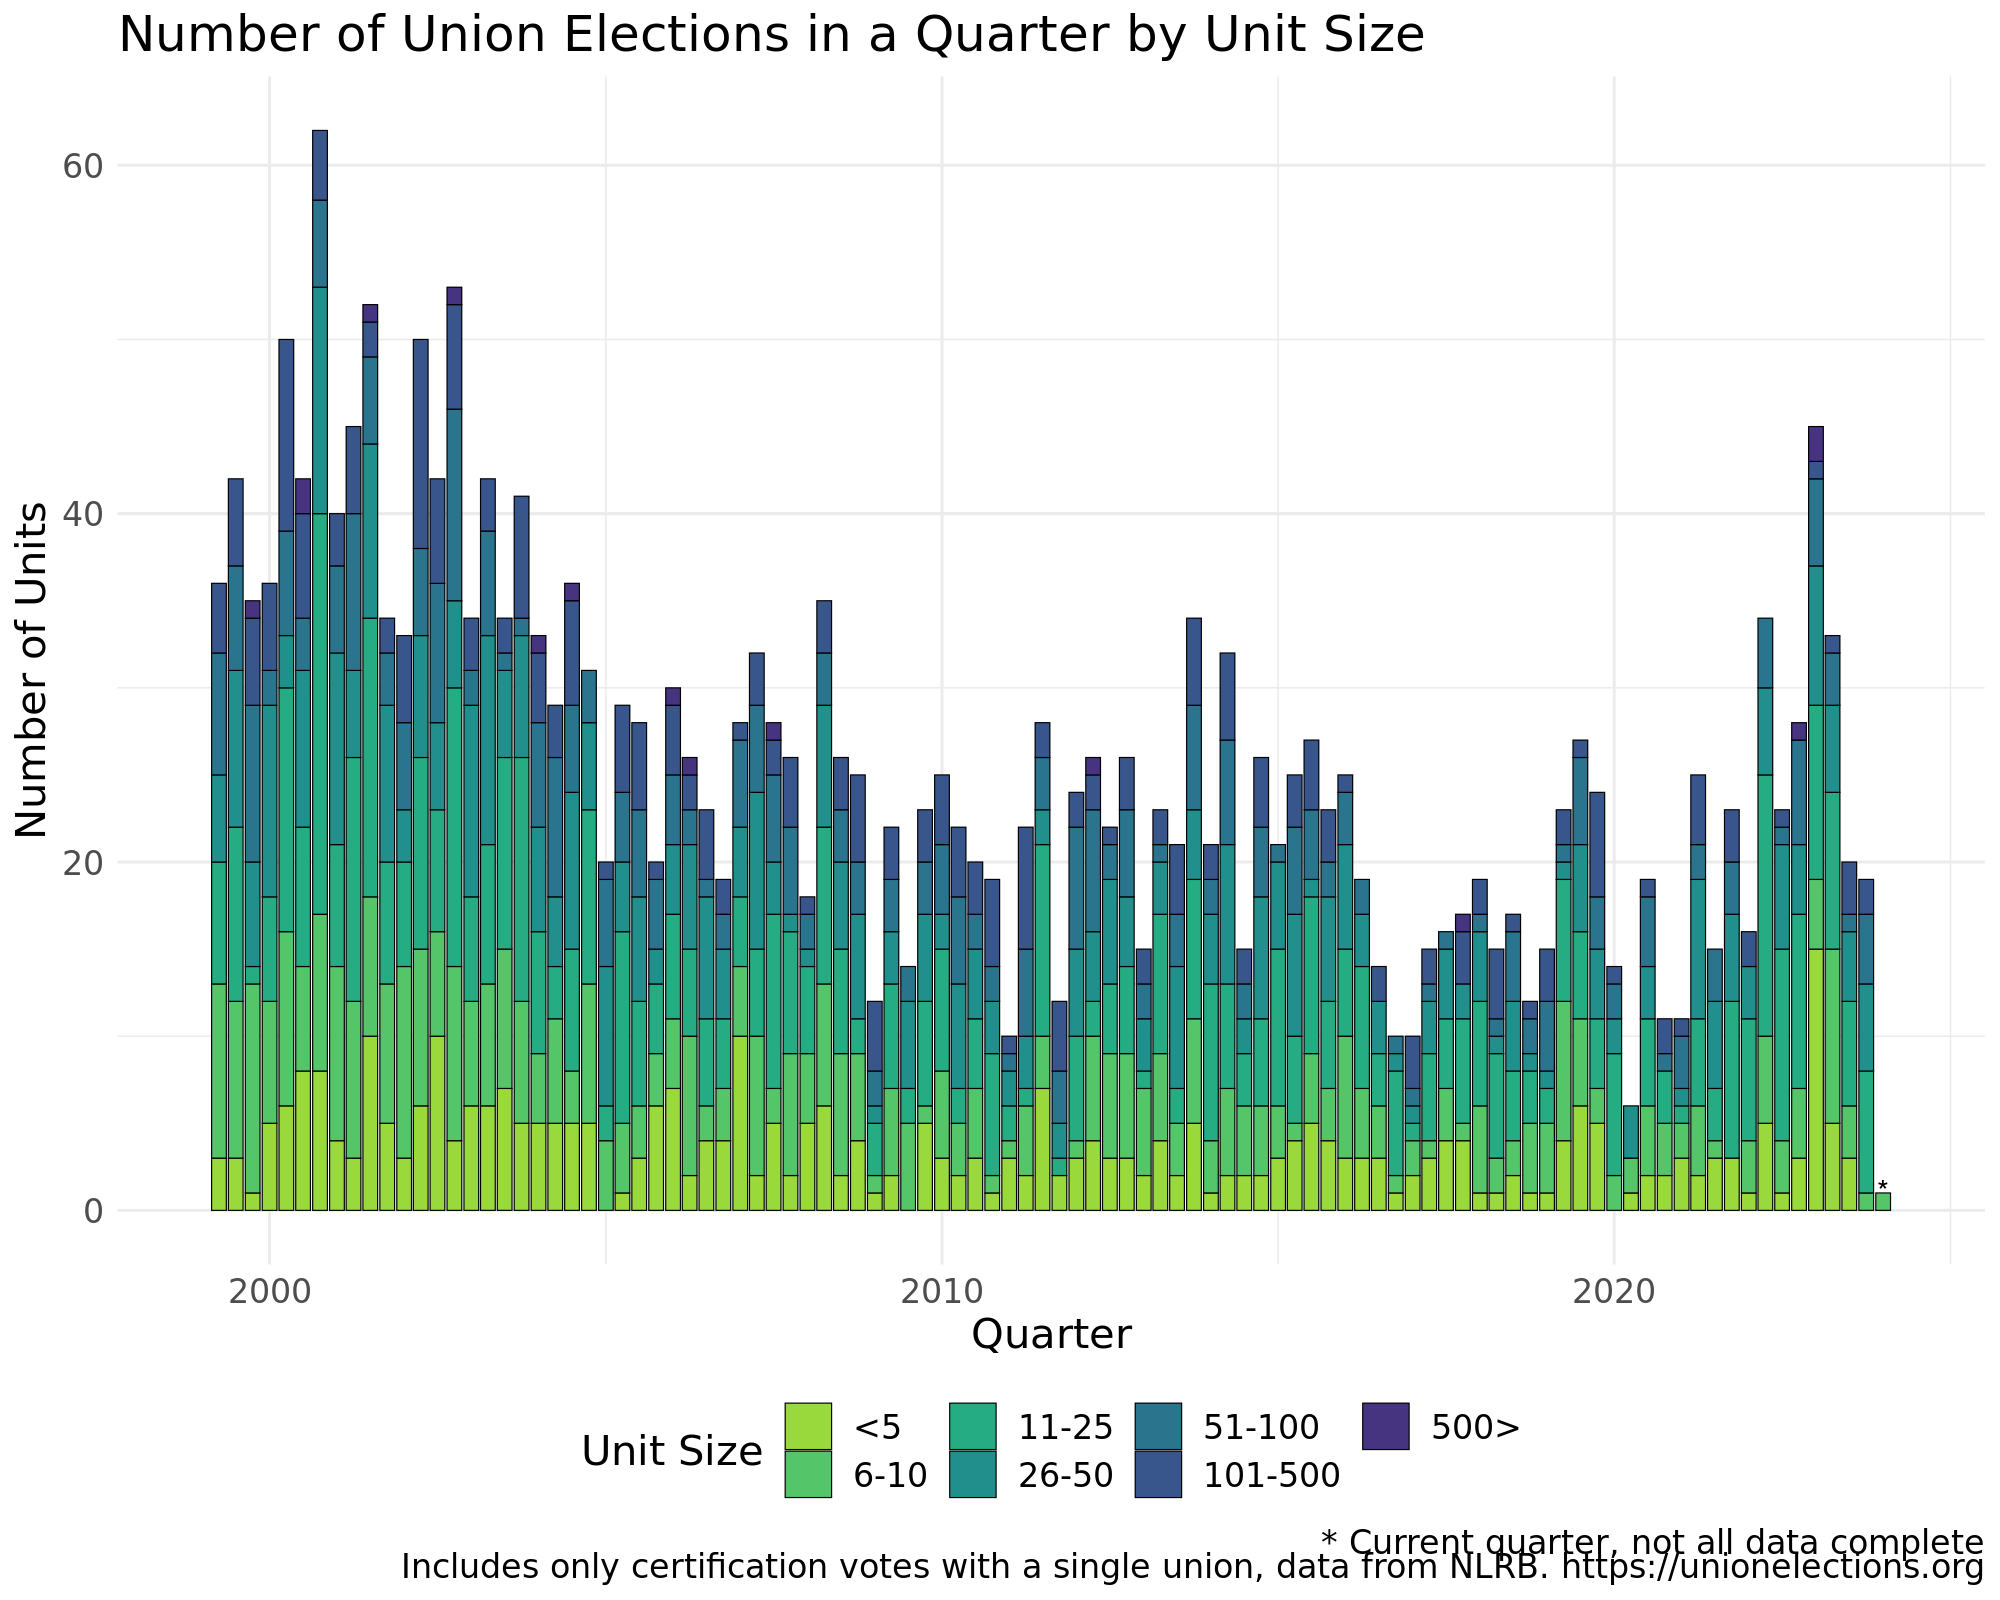 Number of Union Elections in a Quarter by Unit Size
Number of Units
60
40
20
0
*
2000 2010 2020
Quarter
Unit Size
<5 11-25 51-100 500>
6-10 26-50 101-500
* Current quarter, not all data complete
Includes only certification votes with a single union, data from NLRB. https://unionelections.org